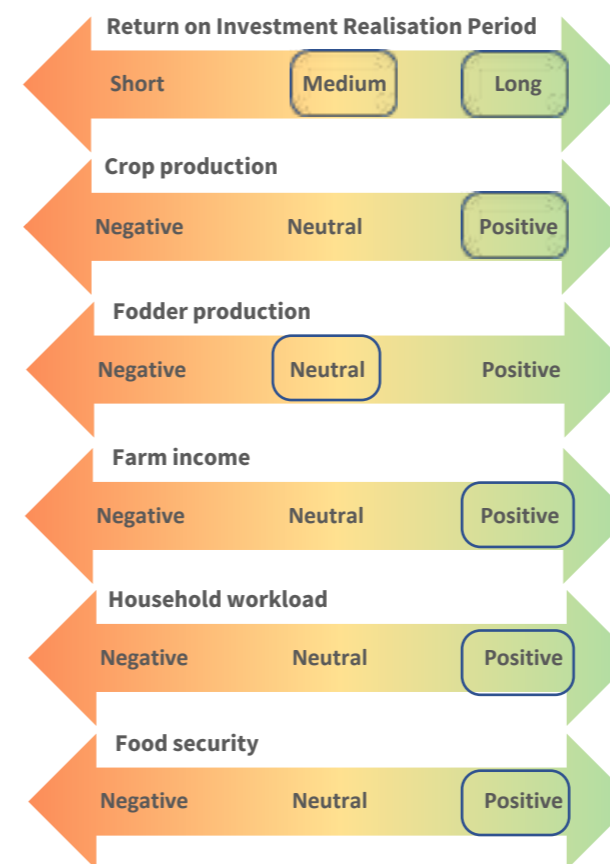 Return on Investment Realisation Period
Short Medium Long
Crop production
Negative Neutral Positive
Fodder production
Negative Neutral Positive
Farm income
Negative Neutral Positive
Household workload
Negative Neutral Positive
Food security
Negative Neutral Positive